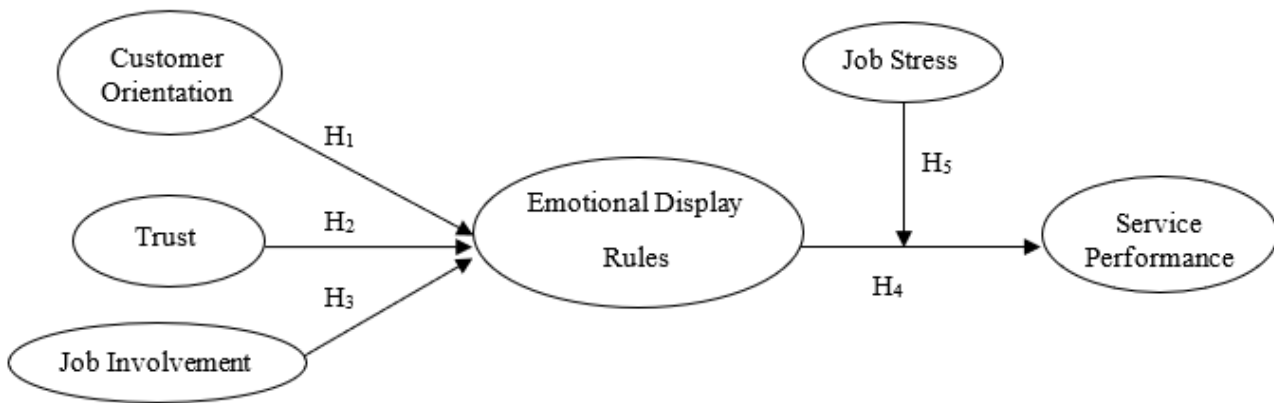 Customer
Orientation
H₁
Trust
H₂
Job Involvement
H₃
Emotional Display
Rules
Job Stress
H₅
H₄
Service
Performance